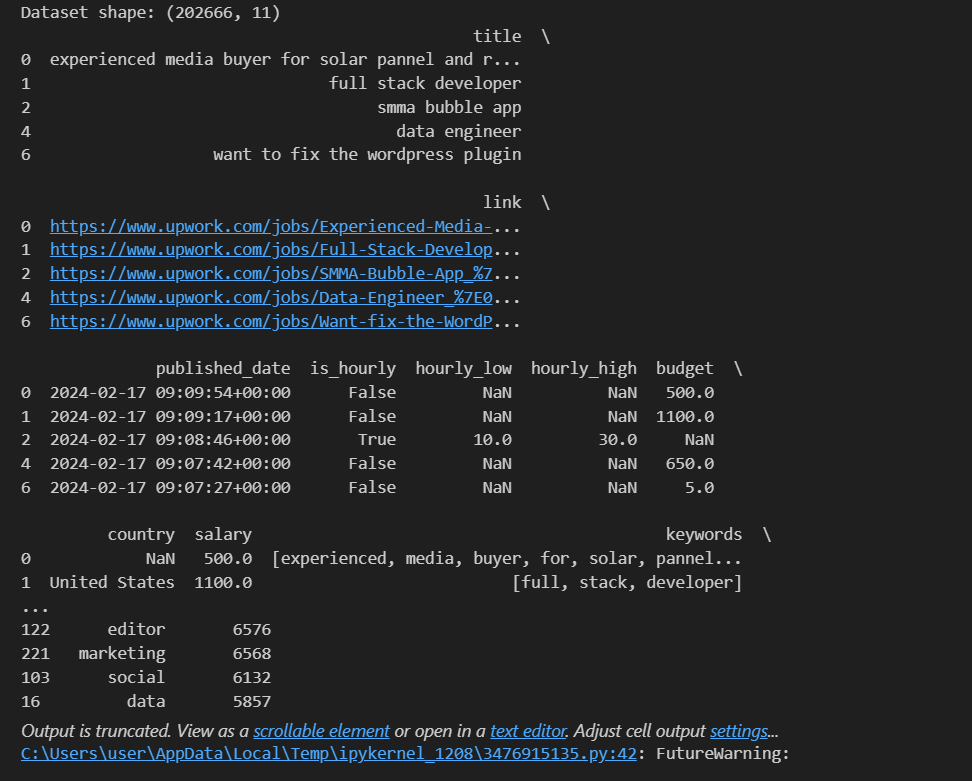 Dataset shape: (202666, 11)
title \
0 experienced media buyer for solar pannel and r...
1 full stack developer
2 smma bubble app
4 data engineer
6 want to fix the wordpress plugin
link \
0 https://www.upwork.com/jobs/Experienced-Media-...
1 https://www.upwork.com/jobs/Full-Stack-Develop...
2 https://www.upwork.com/jobs/SMMA-Bubble-App_%7...
4 https://www.upwork.com/jobs/Data-Engineer_%7E0...
6 https://www.upwork.com/jobs/Want-fix-the-WordP...
published_date is_hourly hourly_low hourly_high budget \
0 2024-02-17 09:09:54+00:00 False NaN NaN 500.0
1 2024-02-17 09:09:17+00:00 False NaN NaN 1100.0
2 2024-02-17 09:08:46+00:00 True 10.0 30.0 NaN
4 2024-02-17 09:07:42+00:00 False NaN NaN 650.0
6 2024-02-17 09:07:27+00:00 False NaN NaN 5.0
country salary keywords \
0 NaN 500.0 [experienced, media, buyer, for, solar, pannel...
1 United States 1100.0 [full, stack, developer]
...
122 editor 6576
221 marketing 6568
103 social 6132
16 data 5857
Output is truncated. View as a scrollable element or open in a text editor. Adjust cell output settings...
C:\Users\user\AppData\Local\Temp\ipykernel_1208\3476915135.py:42: FutureWarning: